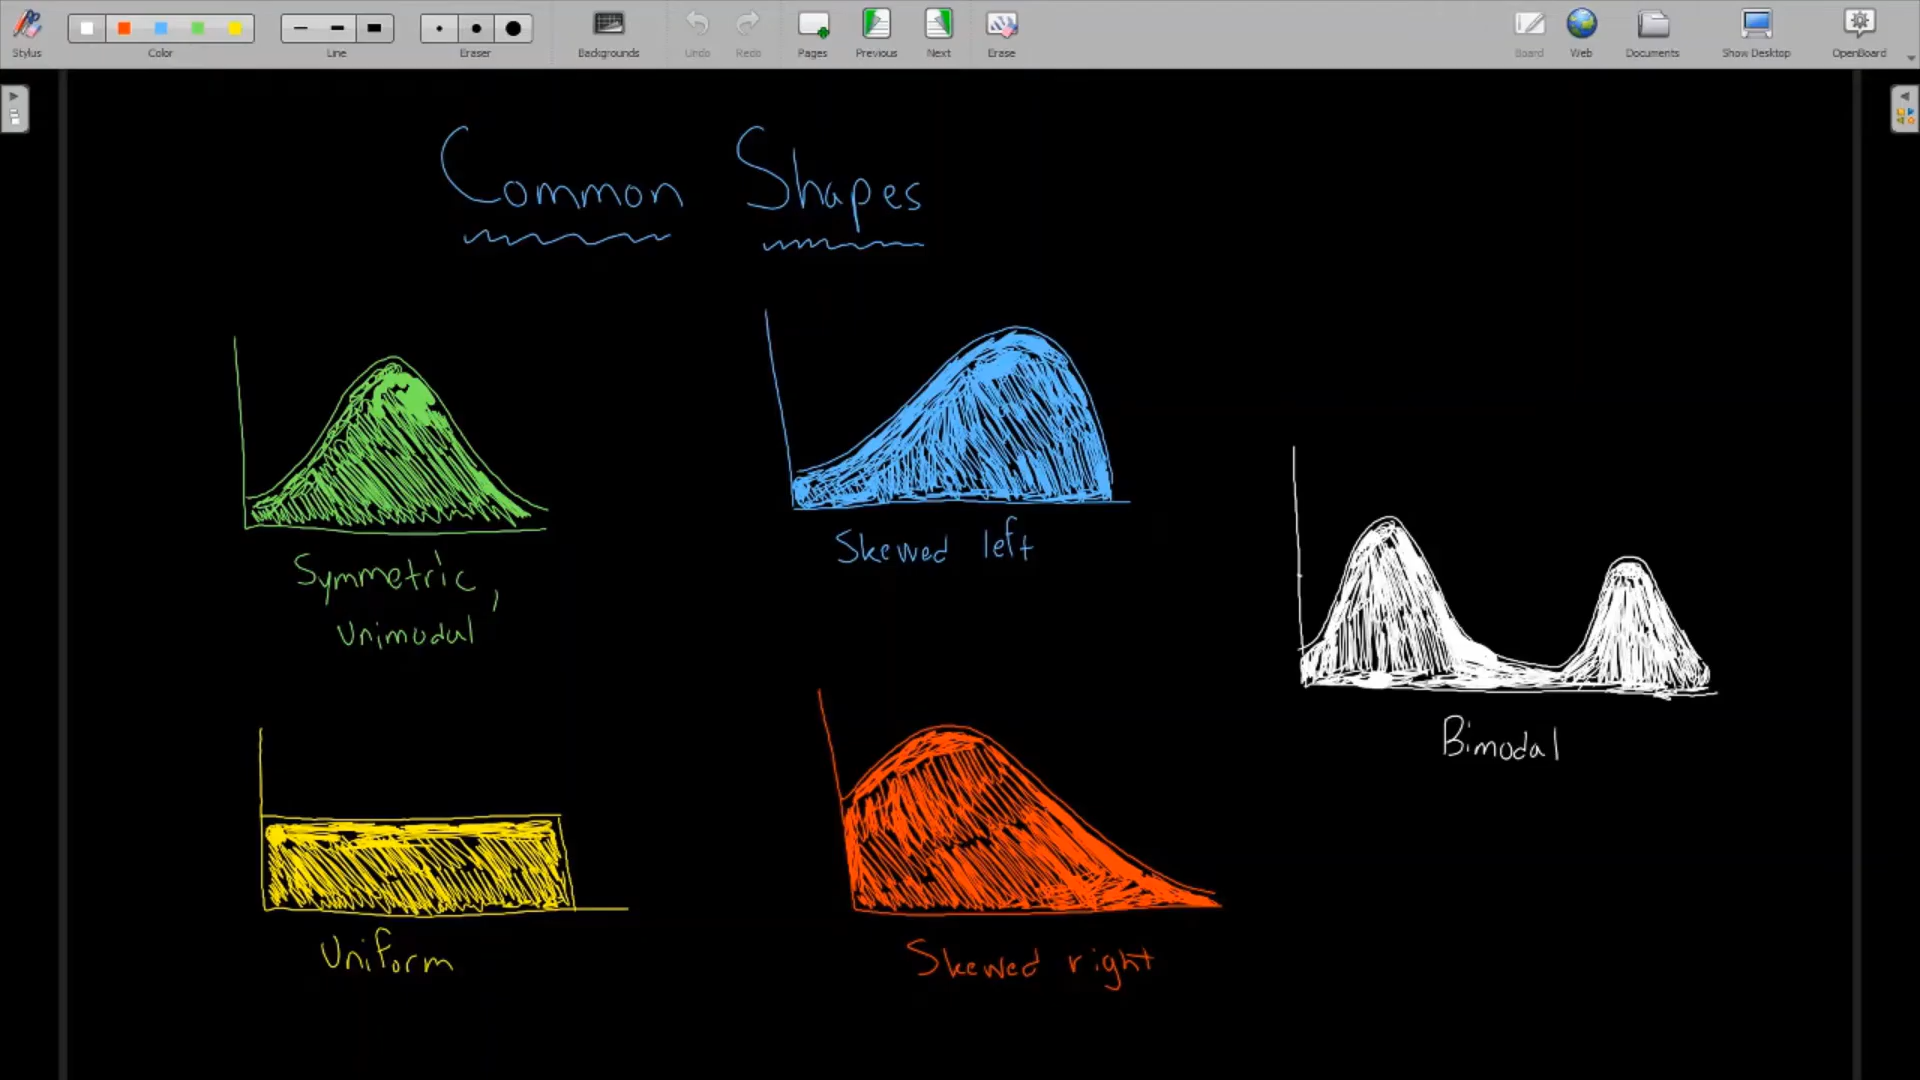 Stylus
Color
Line
Eraser
Backgrounds
Undo
Redo
Pages
Previous
Next
Erase
Board
Web
Documents
Show Desktop
OpenBoard
Common Shapes
Symmetric,
Unimodal
Skewed left
Bimodal
Uniform
Skewed right